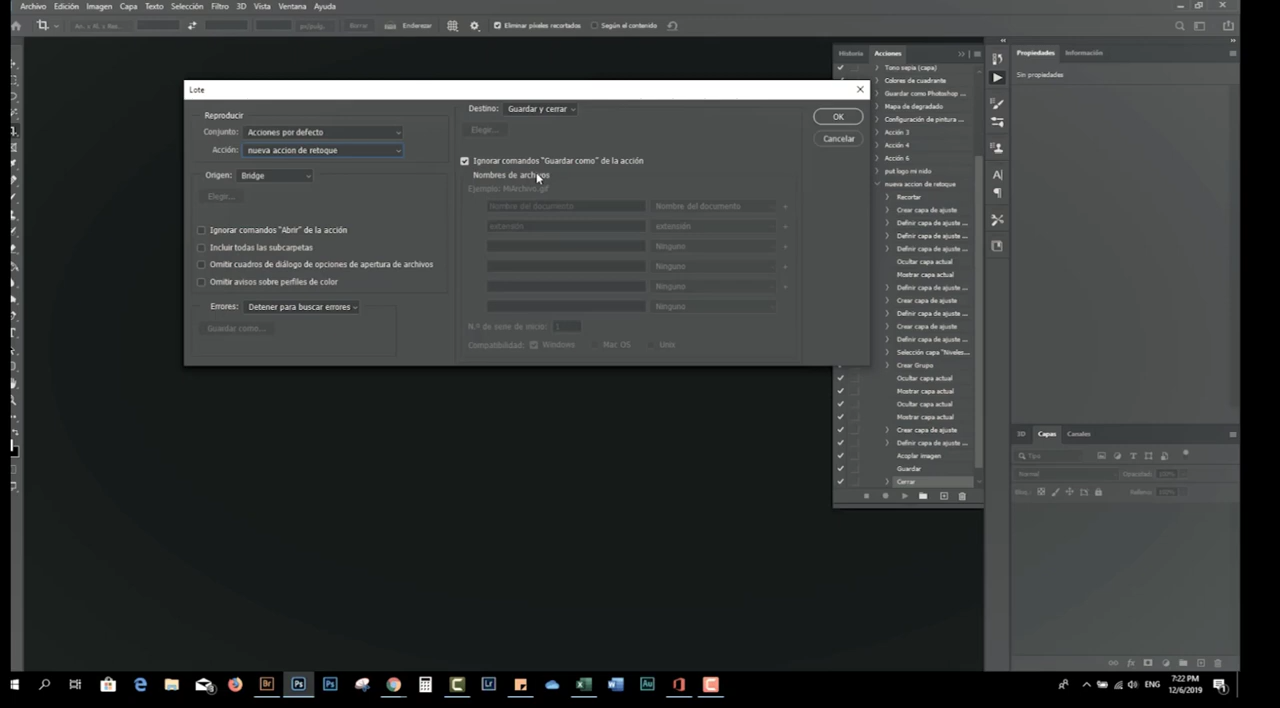 Archivo Edición Imagen Capa Texto Selección Filtro 3D Vista Ventana Ayuda
Borrar Enderezar Eliminar píxeles recortados Según el contenido
Historia Acciones
Propiedades Información
Sin propiedades
Tono sepia (capa)
Colores de cuadrante
Guardar como Photoshop ...
Mapa de degradado
Configuración de pintura ...
Acción 3
Acción 4
Acción 6
put logo mi nido
nueva accion de retoque
Recortar
Crear capa de ajuste
Definir capa de ajuste ...
Definir capa de ajuste ...
Definir capa de ajuste ...
Ocultar capa actual
Mostrar capa actual
Definir capa de ajuste ...
Crear capa de ajuste
Definir capa de ajuste ...
Crear capa de ajuste
Definir capa de ajuste ...
Selección capa "Niveles...
Crear Grupo
Ocultar capa actual
Mostrar capa actual
Ocultar capa actual
Mostrar capa actual
Crear capa de ajuste
Definir capa de ajuste ...
Acoplar imagen
Guardar
Cerrar
Lote
Reproducir
Conjunto: Acciones por defecto
Acción: nueva accion de retoque
Origen: Bridge
Elegir...
Ignorar comandos "Abrir" de la acción
Incluir todas las subcarpetas
Omitir cuadros de diálogo de opciones de apertura de archivos
Omitir avisos sobre perfiles de color
Errores: Detener para buscar errores
Guardar como...
Destino: Guardar y cerrar
Elegir...
Ignorar comandos "Guardar como" de la acción
Nombres de archivos
Ejemplo: MiArchivo.gif
Nombre del documento Nombre del documento +
extensión extensión +
Ninguno +
Ninguno +
Ninguno +
Ninguno
N.º de serie de inicio: 1
Compatibilidad: Windows Mac OS Unix
OK
Cancelar
3D Capas Canales
Tipo
Normal Opacidad: 100%
Bloq.: Relleno: 100%
ENG
7:22 PM
12/6/2019